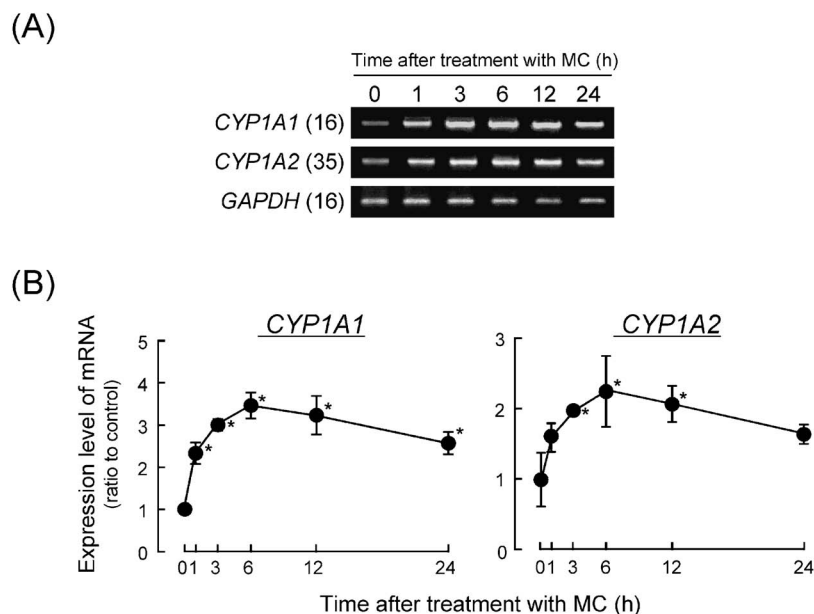 (A)
Time after treatment with MC (h)
0 1 3 6 12 24
CYP1A1 (16)
CYP1A2 (35)
GAPDH (16)
(B)
CYP1A1
CYP1A2
Expression level of mRNA
(ratio to control)
5
4
3
2
1
0
* * * * *
0 1 3 6 12 24
3
2
1
0
* * *
0 1 3 6 12 24
Time after treatment with MC (h)